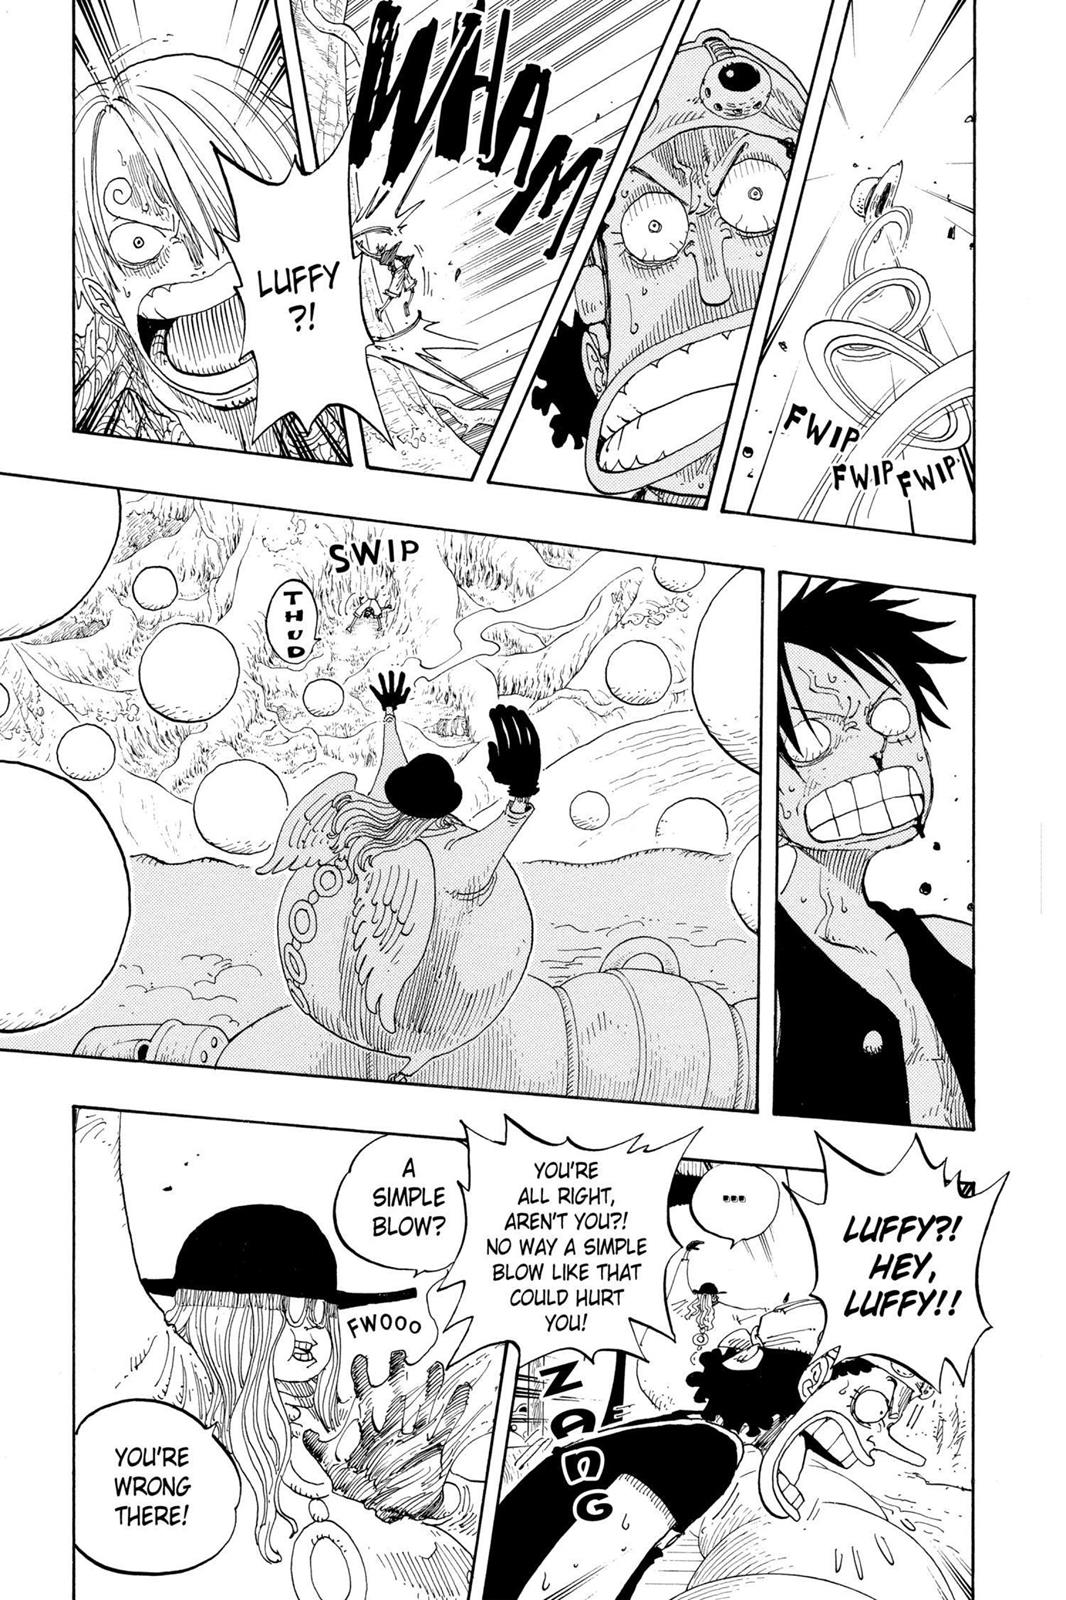 FWIP
FWIP
FWIP
WHAM
LUFFY
?!
SWIP
THUD
LUFFY?!
HEY,
LUFFY!!
...
YOU'RE
ALL RIGHT,
AREN'T YOU?!
NO WAY A SIMPLE
BLOW LIKE THAT
COULD HURT
YOU!
ZANG
A
SIMPLE
BLOW?
FWOOO
YOU'RE
WRONG
THERE!